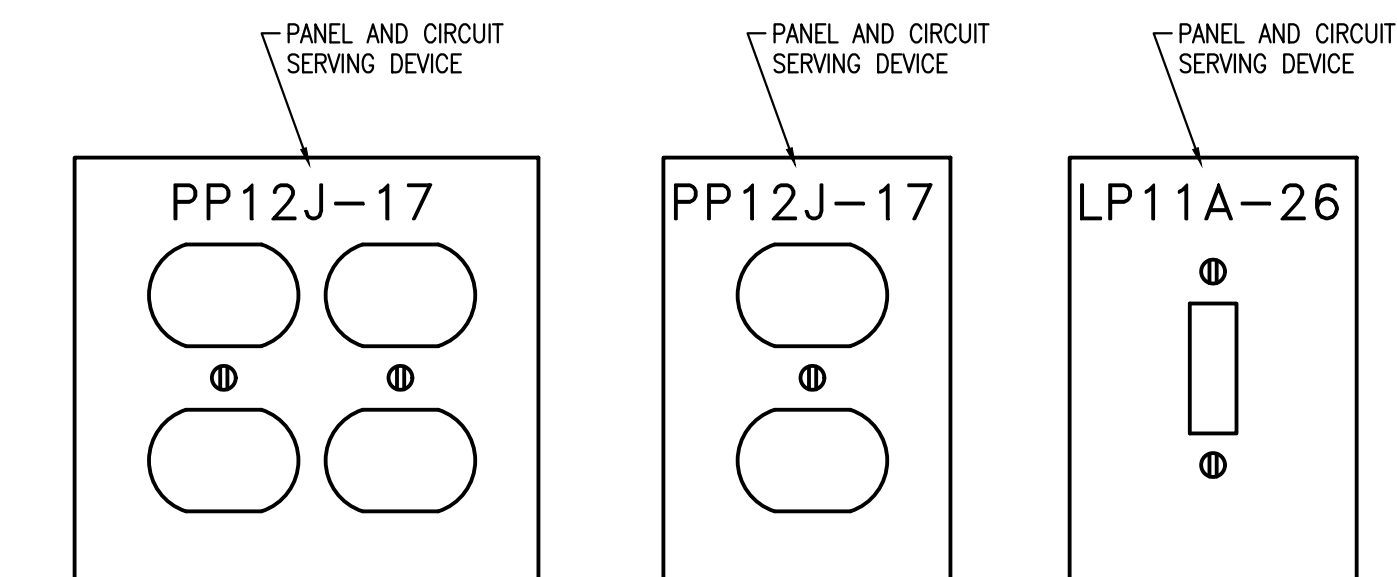 PANEL AND CIRCUIT
SERVING DEVICE
PANEL AND CIRCUIT
SERVING DEVICE
PANEL AND CIRCUIT
SERVING DEVICE
PP12J-17
PP12J-17
LP11A-26